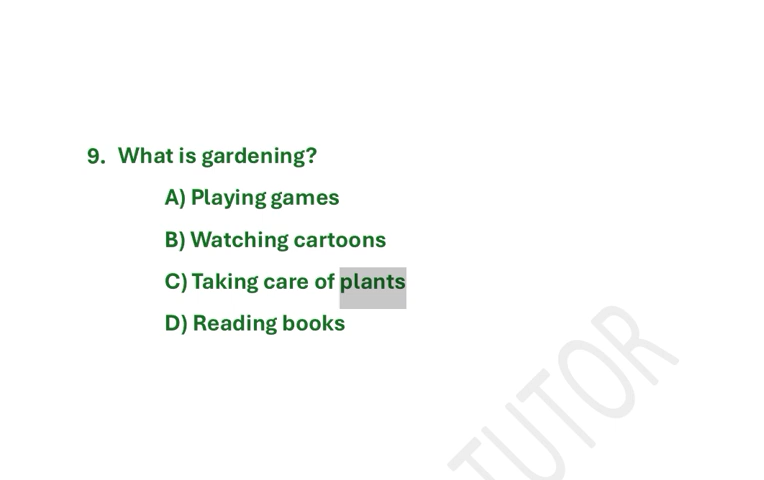 9. What is gardening?
A) Playing games
B) Watching cartoons
C) Taking care of plants
D) Reading books
TUTOR